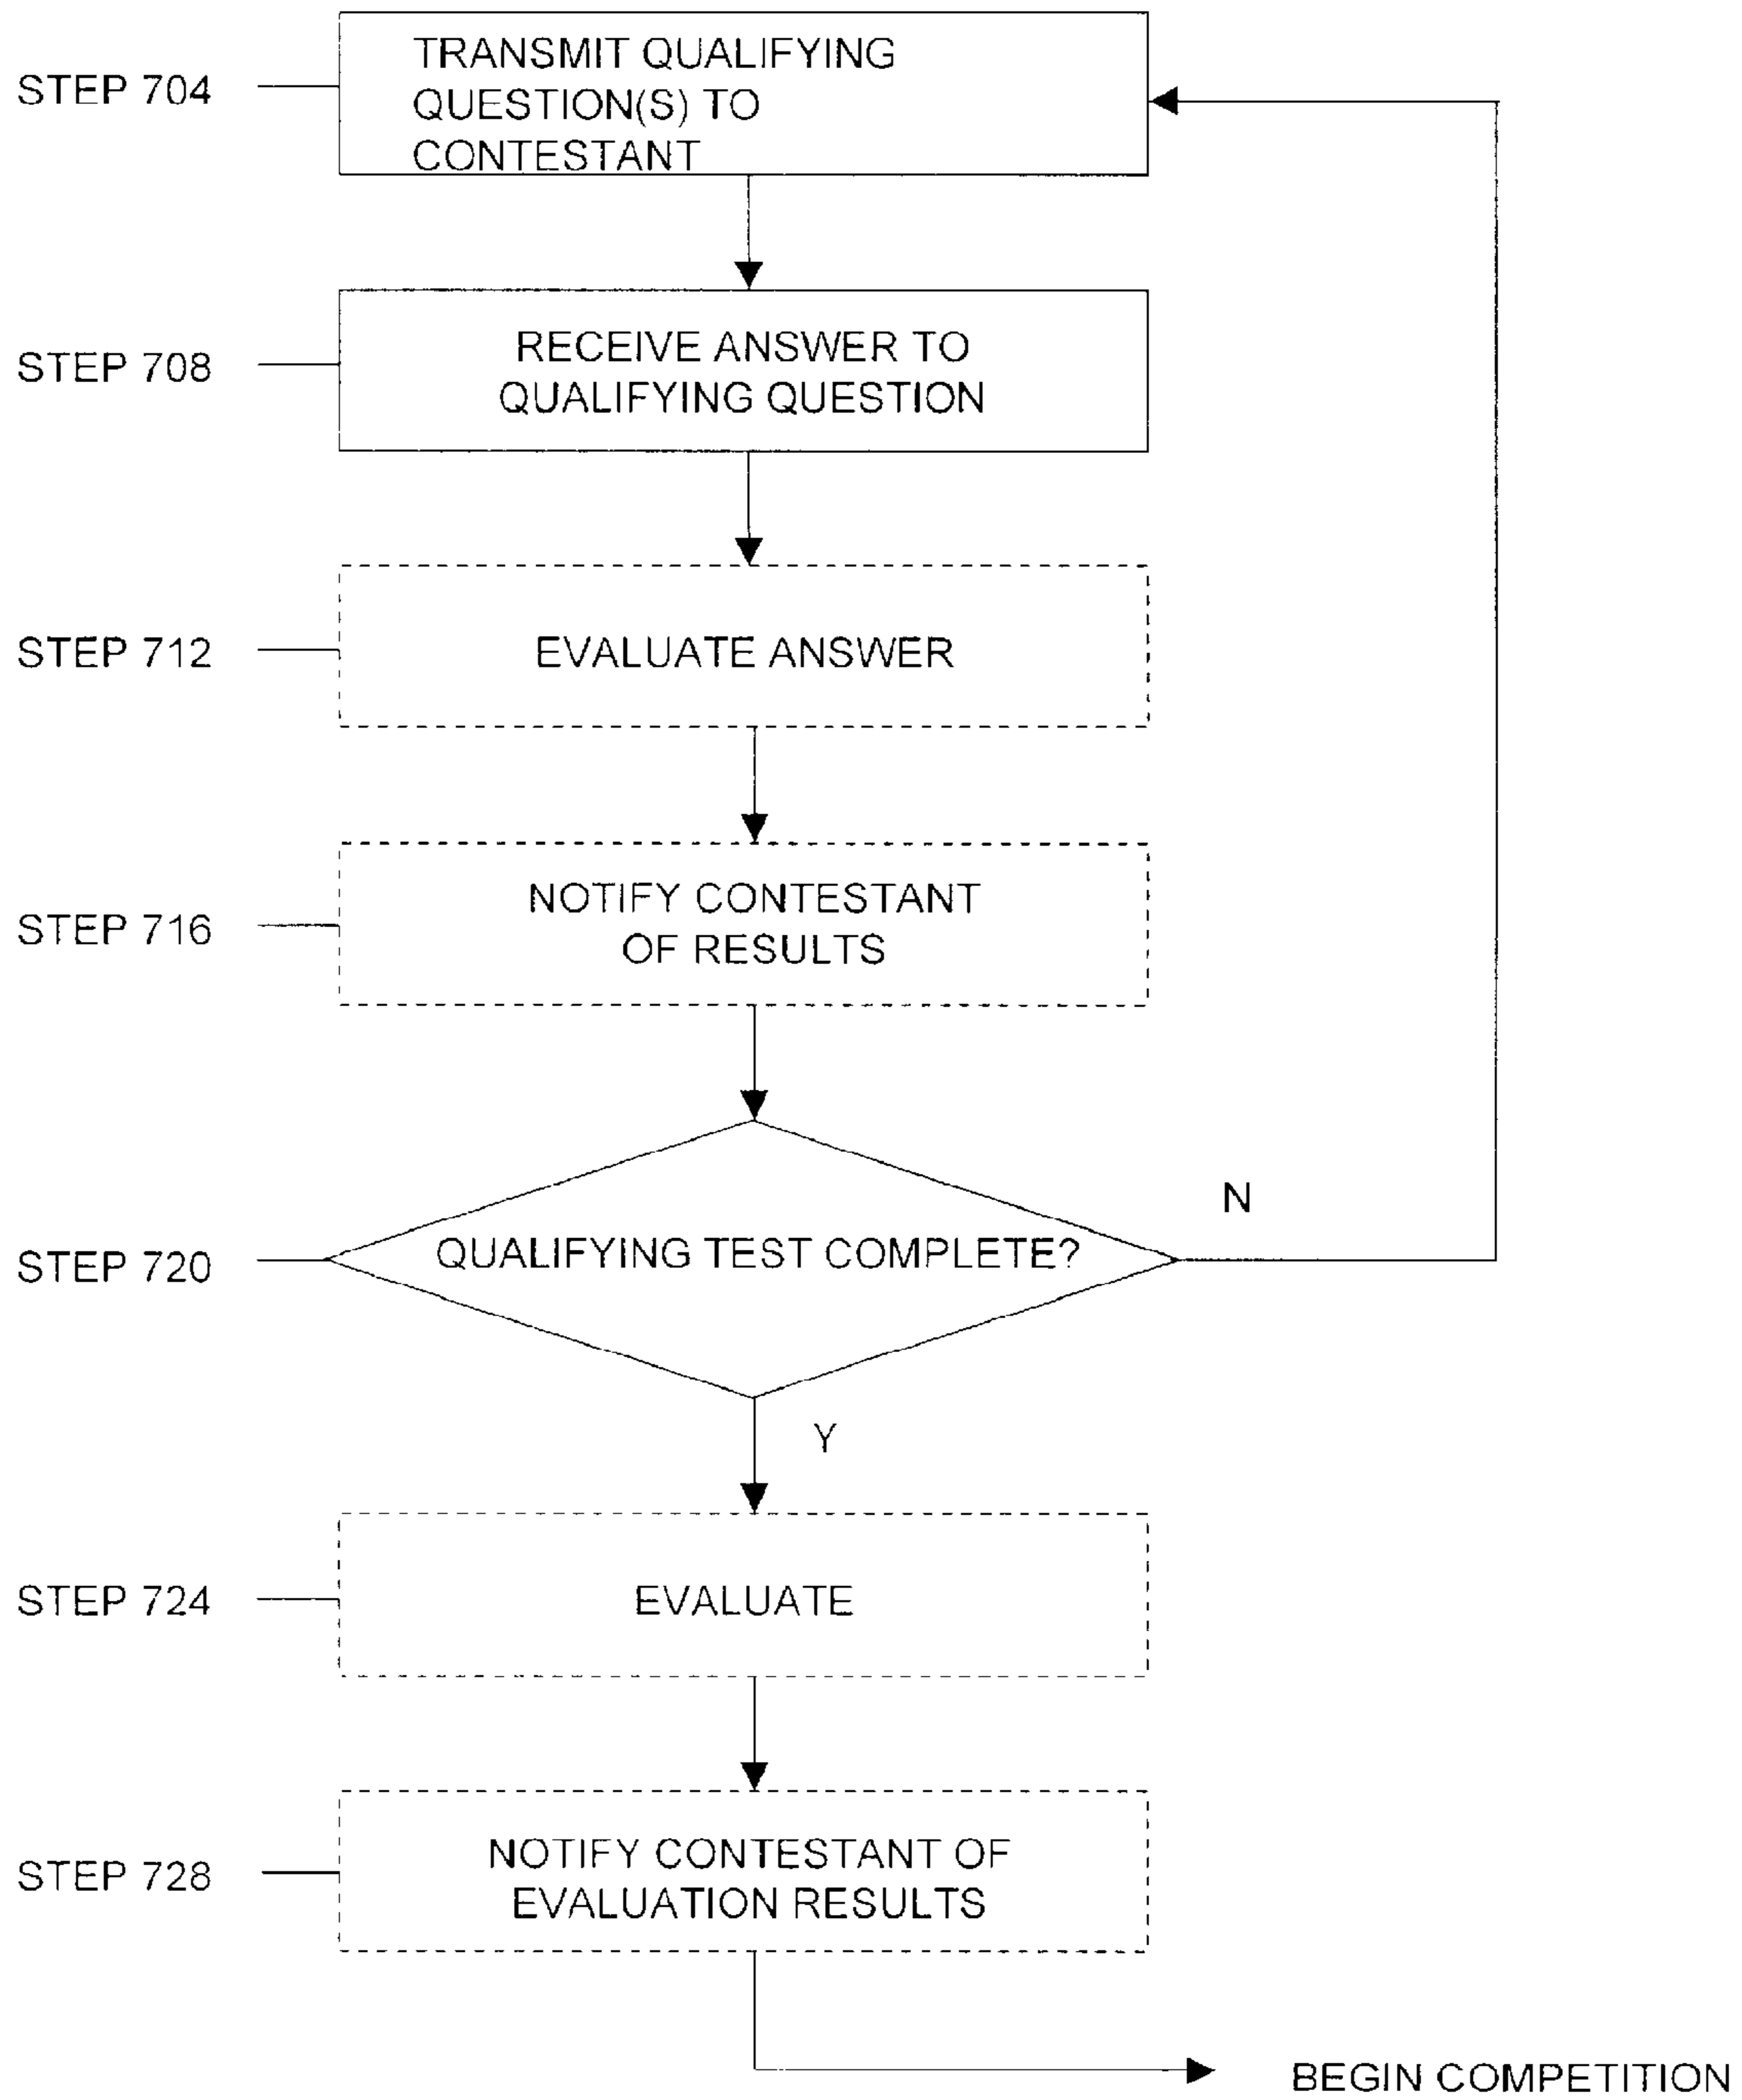 STEP 704
TRANSMIT QUALIFYING
QUESTION(S) TO
CONTESTANT
STEP 708
RECEIVE ANSWER TO
QUALIFYING QUESTION
STEP 712
EVALUATE ANSWER
STEP 716
NOTIFY CONTESTANT
OF RESULTS
N
STEP 720
QUALIFYING TEST COMPLETE?
Y
STEP 724
EVALUATE
STEP 728
NOTIFY CONTESTANT OF
EVALUATION RESULTS
BEGIN COMPETITION